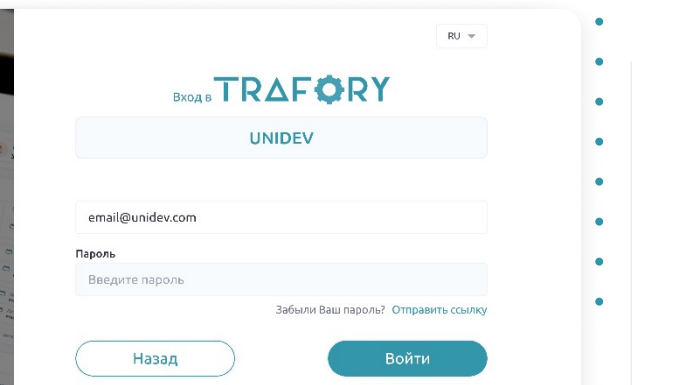 RU
Вход в TRAFORY
UNIDEV
email@unidev.com
Пароль
Введите пароль
Забыли Ваш пароль? Отправить ссылку
Назад
Войти